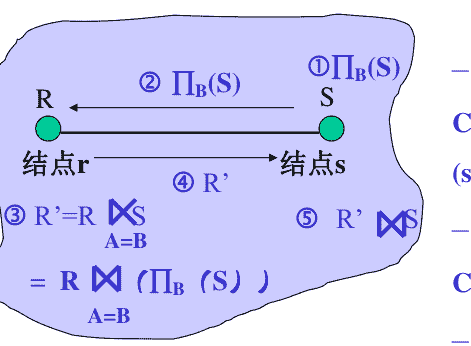 ①∏B(S)
② ∏B(S)
R
S
结点r
结点s
④ R’
③ R’=R ⋉ S
A=B
⑤ R’ ⋈ S
= R ⋈ (∏B (S))
A=B
—
C
(s
—
C
—